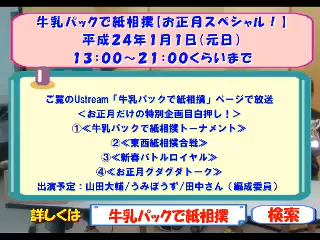 牛乳パックで紙相撲【お正月スペシャル！】
平成24年1月1日(元日)
13:00～21:00くらいまで
ご覧のUstream「牛乳パックで紙相撲」ページで放送
＜お正月だけの特別企画目白押し！＞
①≪牛乳パックで紙相撲トーナメント≫
②≪東西紙相撲合戦≫
③≪新春バトルロイヤル≫
④≪お正月グダグダトーク≫
出演予定：山田大輔/うみぼうず/田中さん（編成委員）
詳しくは 牛乳パックで紙相撲 検索